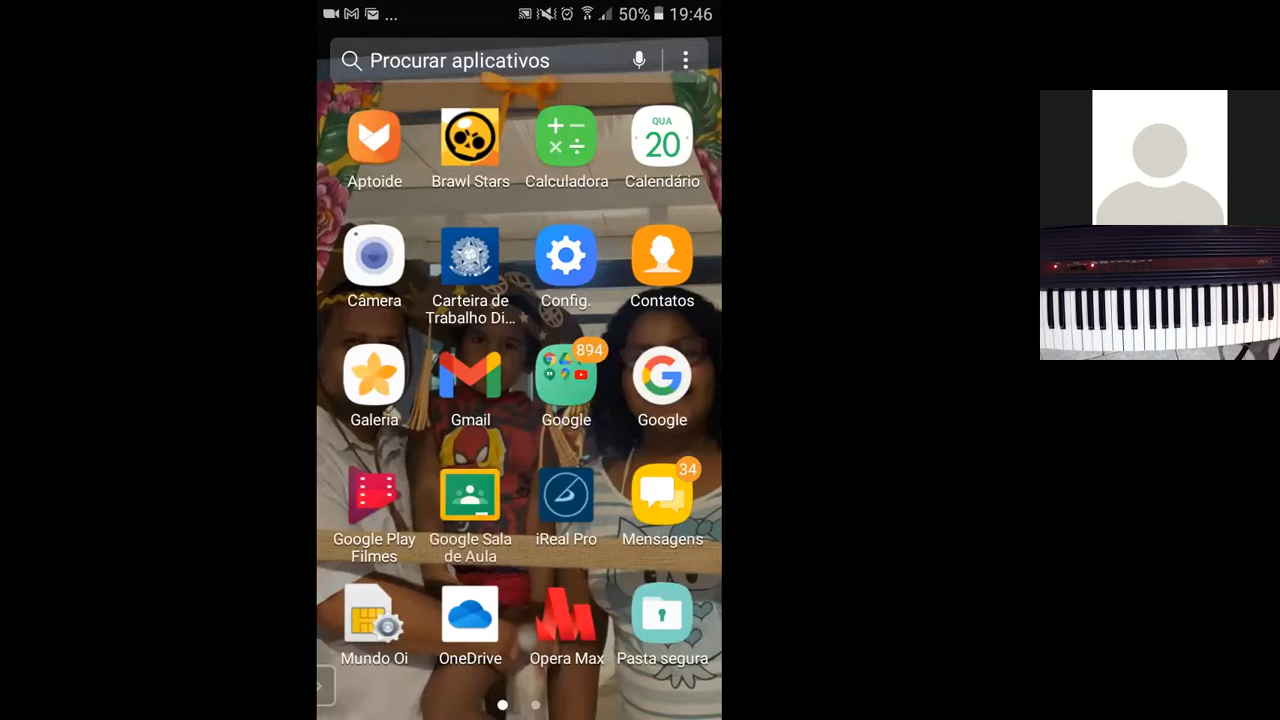 ... 50% 19:46
Procurar aplicativos
QUA
20
Aptoide Brawl Stars Calculadora Calendário
Câmera Carteira de Trabalho Di... Config. Contatos
894
Galeria Gmail Google Google
34
Google Play Filmes Google Sala de Aula iReal Pro Mensagens
Mundo Oi OneDrive Opera Max Pasta segura